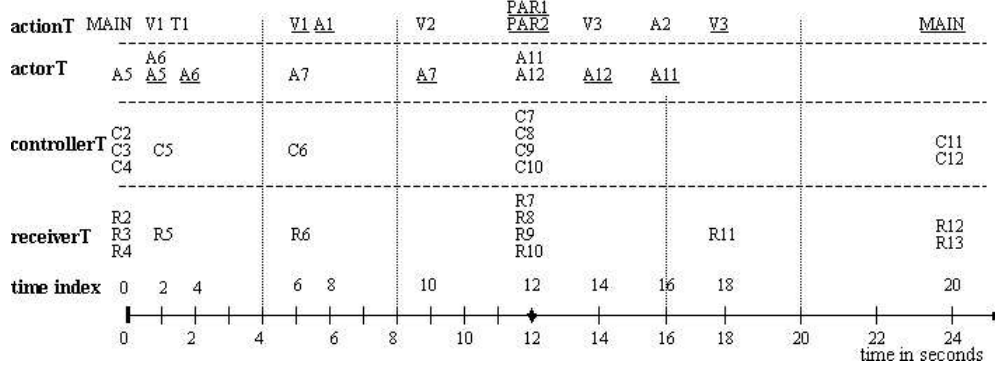 PAR1
actionT MAIN V1 T1 V1 A1 V2 PAR2 V3 A2 V3 MAIN
A6 A11
actorT A5 A5 A6 A7 A7 A12 A12 A11
C7
C2 C8
controllerT C3 C5 C6 C9 C11
C4 C10 C12
R7
R2 R8
receiverT R3 R5 R6 R9 R11 R12
R4 R10 R13
time index 0 2 4 6 8 10 12 14 16 18 20
0 2 4 6 8 10 12 14 16 18 20 22 24
time in seconds